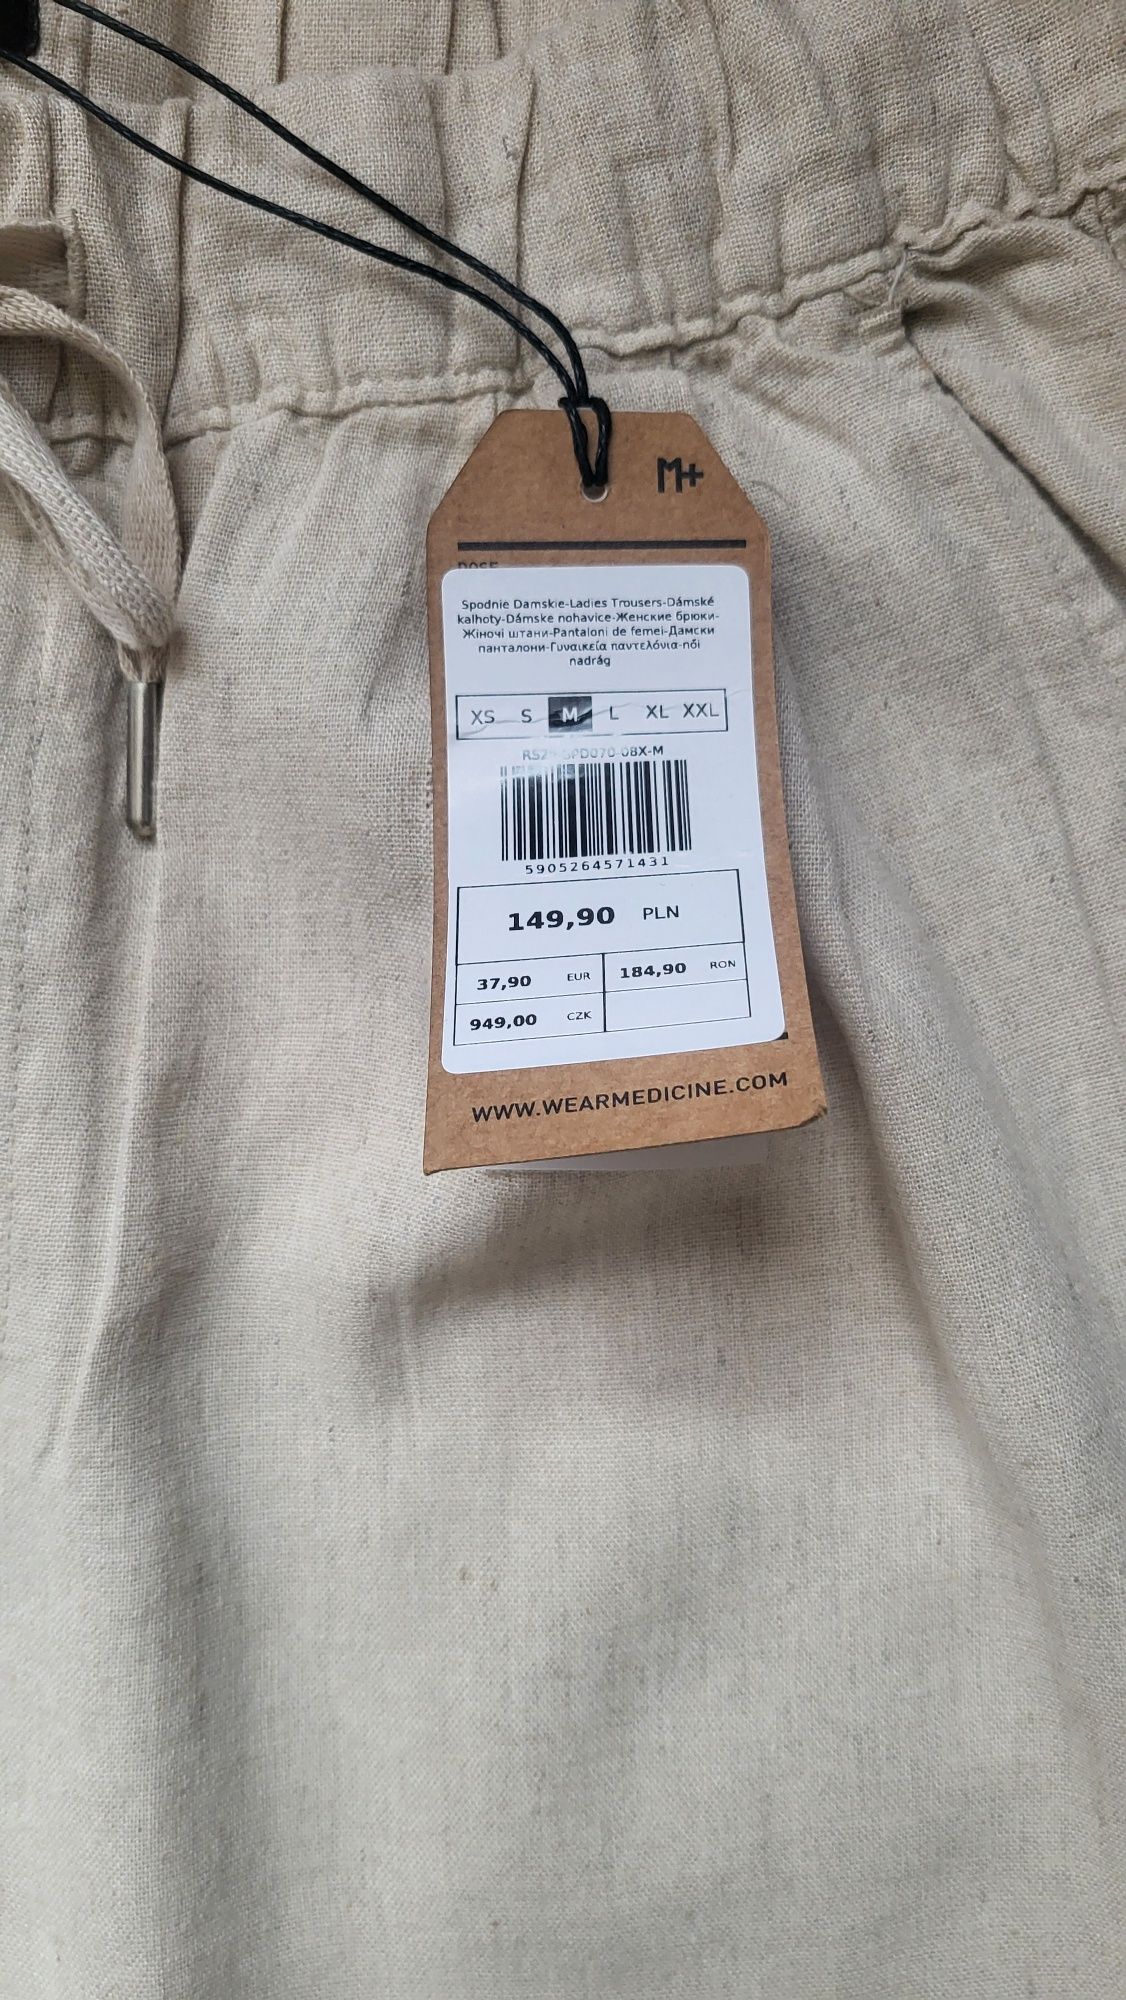 M+
DOSE
Spodnie Damskie-Ladies Trousers-Dámské
kalhoty-Dámske nohavice-Женские брюки-
Жіночі штани-Pantaloni de femei-Дамски
панталони-Γυναικεία παντελόνια-női
nadrág
XS S M L XL XXL
5905264571431
149,90 PLN
37,90 EUR 184,90 RON
949,00 CZK
WWW.WEARMEDICINE.COM